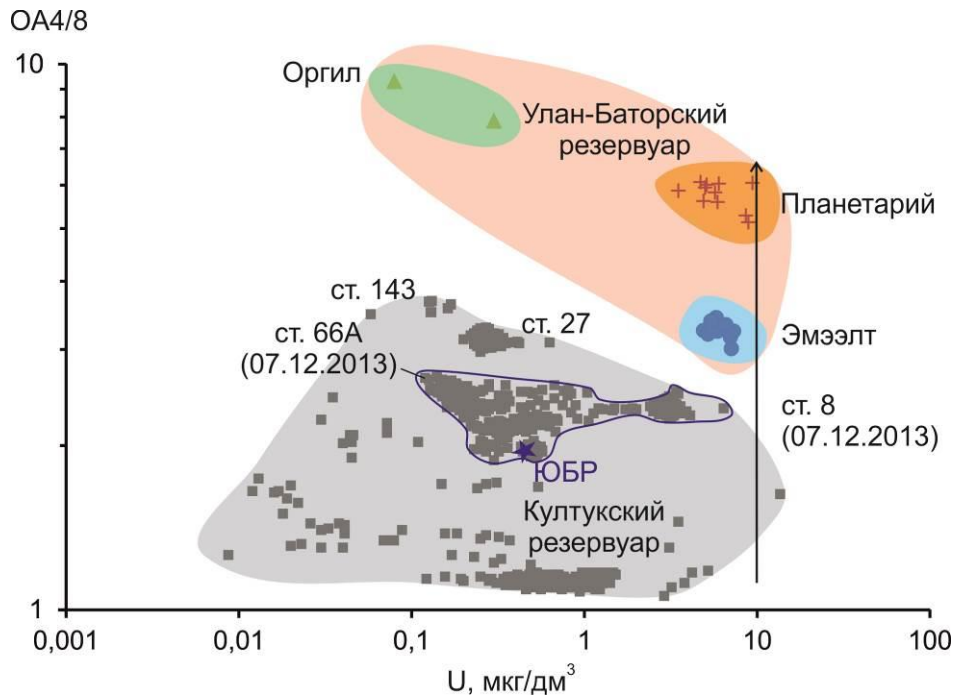 ОА4/8
10
Оргил
Улан-Баторский
резервуар
Планетарий
ст. 143
ст. 27
ст. 66А
(07.12.2013)
Эмээлт
ст. 8
(07.12.2013)
ЮБР
Култукский
резервуар
1
0,001
0,01
0,1
1
10
100
U, мкг/дм³